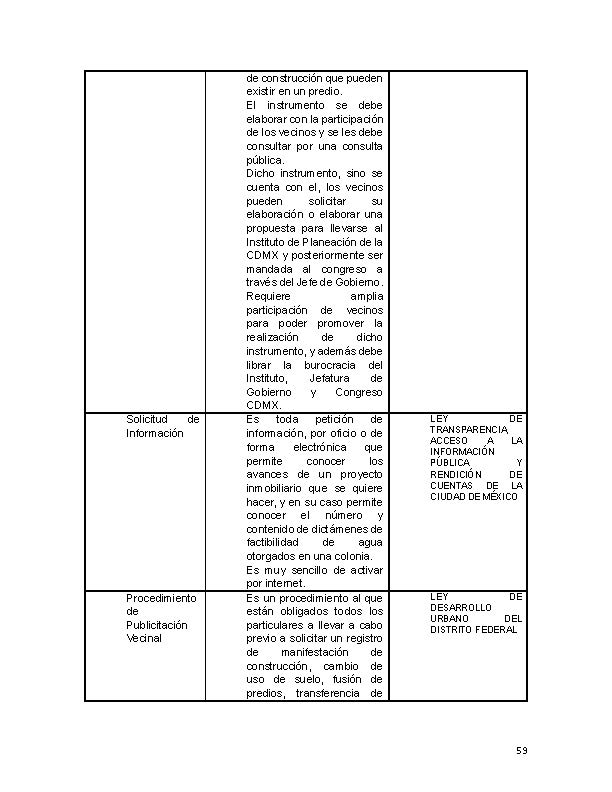 de construcción que pueden
existir en un predio.
El instrumento se debe
elaborar con la participación
de los vecinos y se les debe
consultar por una consulta
pública.
Dicho instrumento, sino se
cuenta con el, los vecinos
pueden solicitar su
elaboración o elaborar una
propuesta para llevarse al
Instituto de Planeación de la
CDMX y posteriormente ser
mandada al congreso a
través del Jefe de Gobierno.
Requiere amplia
participación de vecinos
para poder promover la
realización de dicho
instrumento, y además debe
librar la burocracia del
Instituto, Jefatura de
Gobierno y Congreso
CDMX.
Solicitud de
Información
Es toda petición de
información, por oficio o de
forma electrónica que
permite conocer los
avances de un proyecto
inmobiliario que se quiere
hacer, y en su caso permite
conocer el número y
contenido de dictámenes de
factibilidad de agua
otorgados en una colonia.
Es muy sencillo de activar
por internet.
LEY DE
TRANSPARENCIA,
ACCESO A LA
INFORMACIÓN
PÚBLICA Y
RENDICIÓN DE
CUENTAS DE LA
CIUDAD DE MÉXICO
Procedimiento
de
Publicitación
Vecinal
Es un procedimiento al que
están obligados todos los
particulares a llevar a cabo
previo a solicitar un registro
de manifestación de
construcción, cambio de
uso de suelo, fusión de
predios, transferencia de
LEY DE
DESARROLLO
URBANO DEL
DISTRITO FEDERAL
59